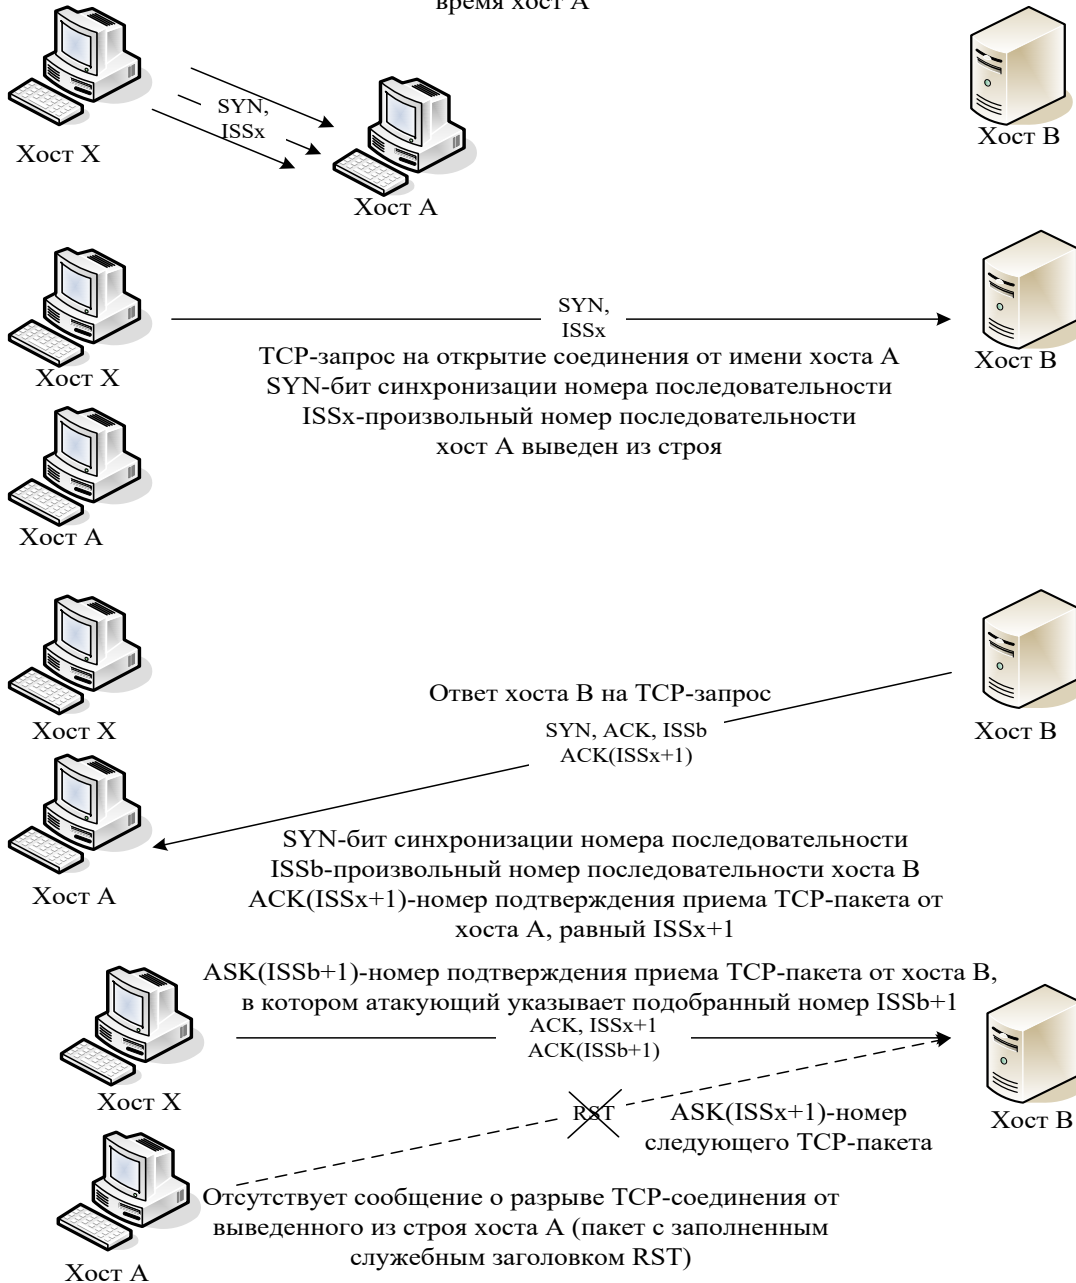 время хост А
SYN,
ISSx
Хост X
Хост А
Хост В
SYN,
ISSx
TCP-запрос на открытие соединения от имени хоста А
SYN-бит синхронизации номера последовательности
ISSx-произвольный номер последовательности
хост А выведен из строя
Хост X
Хост В
Хост А
Ответ хоста В на TCP-запрос
SYN, ACK, ISSb
ACK(ISSx+1)
Хост X
Хост В
SYN-бит синхронизации номера последовательности
ISSb-произвольный номер последовательности хоста В
ACK(ISSx+1)-номер подтверждения приема TCP-пакета от
хоста А, равный ISSx+1
Хост А
ASK(ISSb+1)-номер подтверждения приема TCP-пакета от хоста В,
в котором атакующий указывает подобранный номер ISSb+1
ACK, ISSx+1
ACK(ISSb+1)
Хост X
RST
ASK(ISSx+1)-номер
следующего TCP-пакета
Хост В
Отсутствует сообщение о разрыве TCP-соединения от
выведенного из строя хоста А (пакет с заполненным
служебным заголовком RST)
Хост А